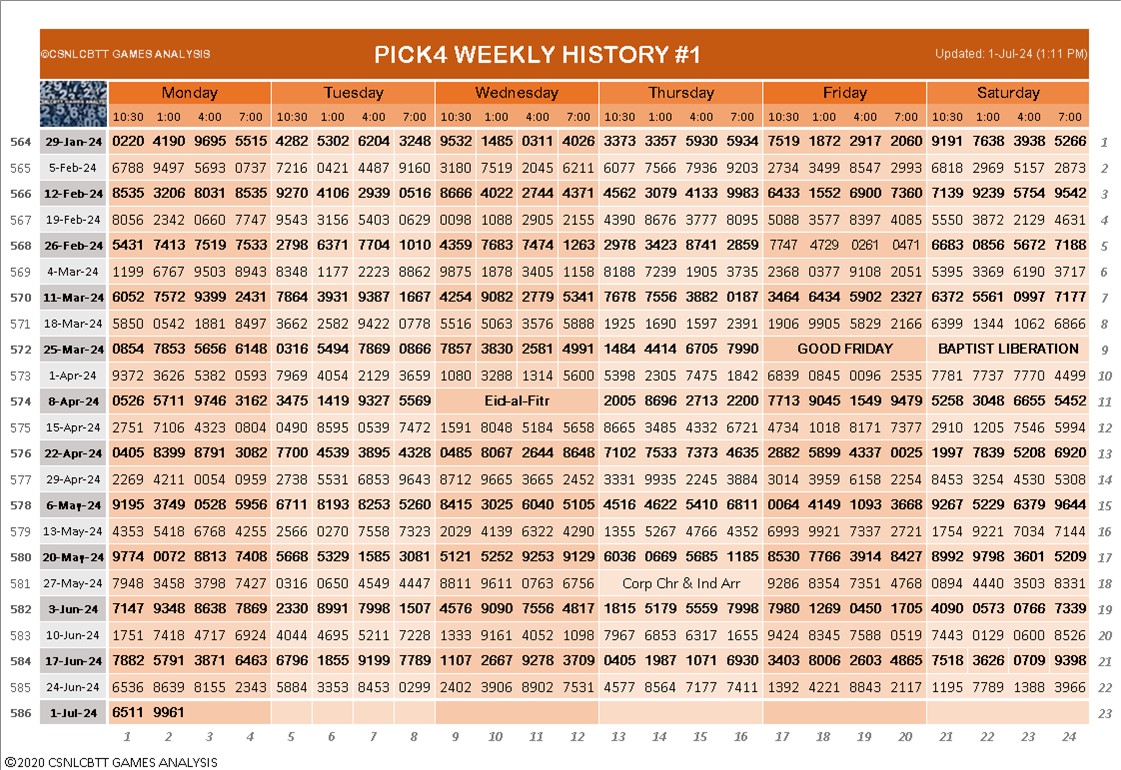 ©CSNLCBTT GAMES ANALYSIS PICK4 WEEKLY HISTORY #1 Updated: 1-Jul-24 (1:11 PM)
Monday Tuesday Wednesday Thursday Friday Saturday
10:30 1:00 4:00 7:00 10:30 1:00 4:00 7:00 10:30 1:00 4:00 7:00 10:30 1:00 4:00 7:00 10:30 1:00 4:00 7:00 10:30 1:00 4:00 7:00
564 29-Jan-24 0220 4190 9695 5515 4282 5302 6204 3248 9532 1485 0311 4026 3373 3357 5930 5934 7519 1872 2917 2060 9191 7638 3938 5266 1
565 5-Feb-24 6788 9497 5693 0737 7216 0421 4487 9160 3180 7519 2045 6211 6077 7566 7936 9203 2734 3499 8547 2993 6818 2969 5157 2873 2
566 12-Feb-24 8535 3206 8031 8535 9270 4106 2939 0516 8666 4022 2744 4371 4562 3079 4133 9983 6433 1552 6900 7360 7139 9239 5754 9542 3
567 19-Feb-24 8056 2342 0660 7747 9543 3156 5403 0629 0098 1088 2905 2155 4390 8676 3777 8095 5088 3577 8397 4085 5550 3872 2129 4631 4
568 26-Feb-24 5431 7413 7519 7533 2798 6371 7704 1010 4359 7683 7474 1263 2978 3423 8741 2859 7747 4729 0261 0471 6683 0856 5672 7188 5
569 4-Mar-24 1199 6767 9503 8943 8348 1177 2223 8862 9875 1878 3405 1158 8188 7239 1905 3735 2368 0377 9108 2051 5395 3369 6190 3717 6
570 11-Mar-24 6052 7572 9399 2431 7864 3931 9387 1667 4254 9082 2779 5341 7678 7556 3882 0187 3464 6434 5902 2327 6372 5561 0997 7177 7
571 18-Mar-24 5850 0542 1881 8497 3662 2582 9422 0778 5516 5063 3576 5888 1925 1690 1597 2391 1906 9905 5829 2166 6399 1344 1062 6866 8
572 25-Mar-24 0854 7853 5656 6148 0316 5494 7869 0866 7857 3830 2581 4991 1484 4414 6705 7990 GOOD FRIDAY BAPTIST LIBERATION 9
573 1-Apr-24 9372 3626 5382 0593 7969 4054 2129 3659 1080 3288 1314 5600 5398 2305 7475 1842 6839 0845 0096 2535 7781 7737 7770 4499 10
574 8-Apr-24 0526 5711 9746 3162 3475 1419 9327 5569 Eid-al-Fitr 2005 8696 2713 2200 7713 9045 1549 9479 5258 3048 6655 5452 11
575 15-Apr-24 2751 7106 4323 0804 0490 8595 0539 7472 1591 8048 5184 5658 8665 3485 4332 6721 4734 1018 8171 7377 2910 1205 7546 5994 12
576 22-Apr-24 0405 8399 8791 3082 7700 4539 3895 4328 0485 8067 2644 8648 7102 7533 7373 4635 2882 5899 4337 0025 1997 7839 5208 6920 13
577 29-Apr-24 2269 4211 0054 0959 2738 5531 6853 9643 8712 9665 3665 2452 3331 9935 2245 3884 3014 3959 6158 2254 8453 3254 4530 5308 14
578 6-May-24 9195 3749 0528 5956 6711 8193 8253 5260 8415 3025 6040 5105 4516 4622 5410 6811 0064 4149 1093 3668 9267 5229 6379 9644 15
579 13-May-24 4353 5418 6768 4255 2566 0270 7558 7323 2029 4139 6322 4290 1355 5267 4766 4352 6993 9921 7337 2721 1754 9221 7034 7144 16
580 20-May-24 9774 0072 8813 7408 5668 5329 1585 3081 5121 5252 9253 9129 6036 0669 5685 1185 8530 7766 3914 8427 8992 9798 3601 5209 17
581 27-May-24 7948 3458 3798 7427 0316 0650 4549 4447 8811 9611 0763 6756 Corp Chr & Ind Arr 9286 8354 7351 4768 0894 4440 3503 8331 18
582 3-Jun-24 7147 9348 8638 7869 2330 8991 7998 1507 4576 9090 7556 4817 1815 5179 5559 7998 7980 1269 0450 1705 4090 0573 0766 7339 19
583 10-Jun-24 1751 7418 4717 6924 4044 4695 5211 7228 1333 9161 4052 1098 7967 6853 6317 1655 9424 8345 7588 0519 7443 0129 0600 8526 20
584 17-Jun-24 7882 5791 3871 6463 6796 1855 9199 7789 1107 2667 9278 3709 0405 1987 1071 6930 3403 8006 2603 4865 7518 3626 0709 9398 21
585 24-Jun-24 6536 8639 8155 2343 5884 3353 8453 0299 2402 3906 8902 7531 4577 8564 7177 7411 1392 4221 8843 2117 1195 7789 1388 3966 22
586 1-Jul-24 6511 9961 23
1 2 3 4 5 6 7 8 9 10 11 12 13 14 15 16 17 18 19 20 21 22 23 24
©2020 CSNLCBTT GAMES ANALYSIS